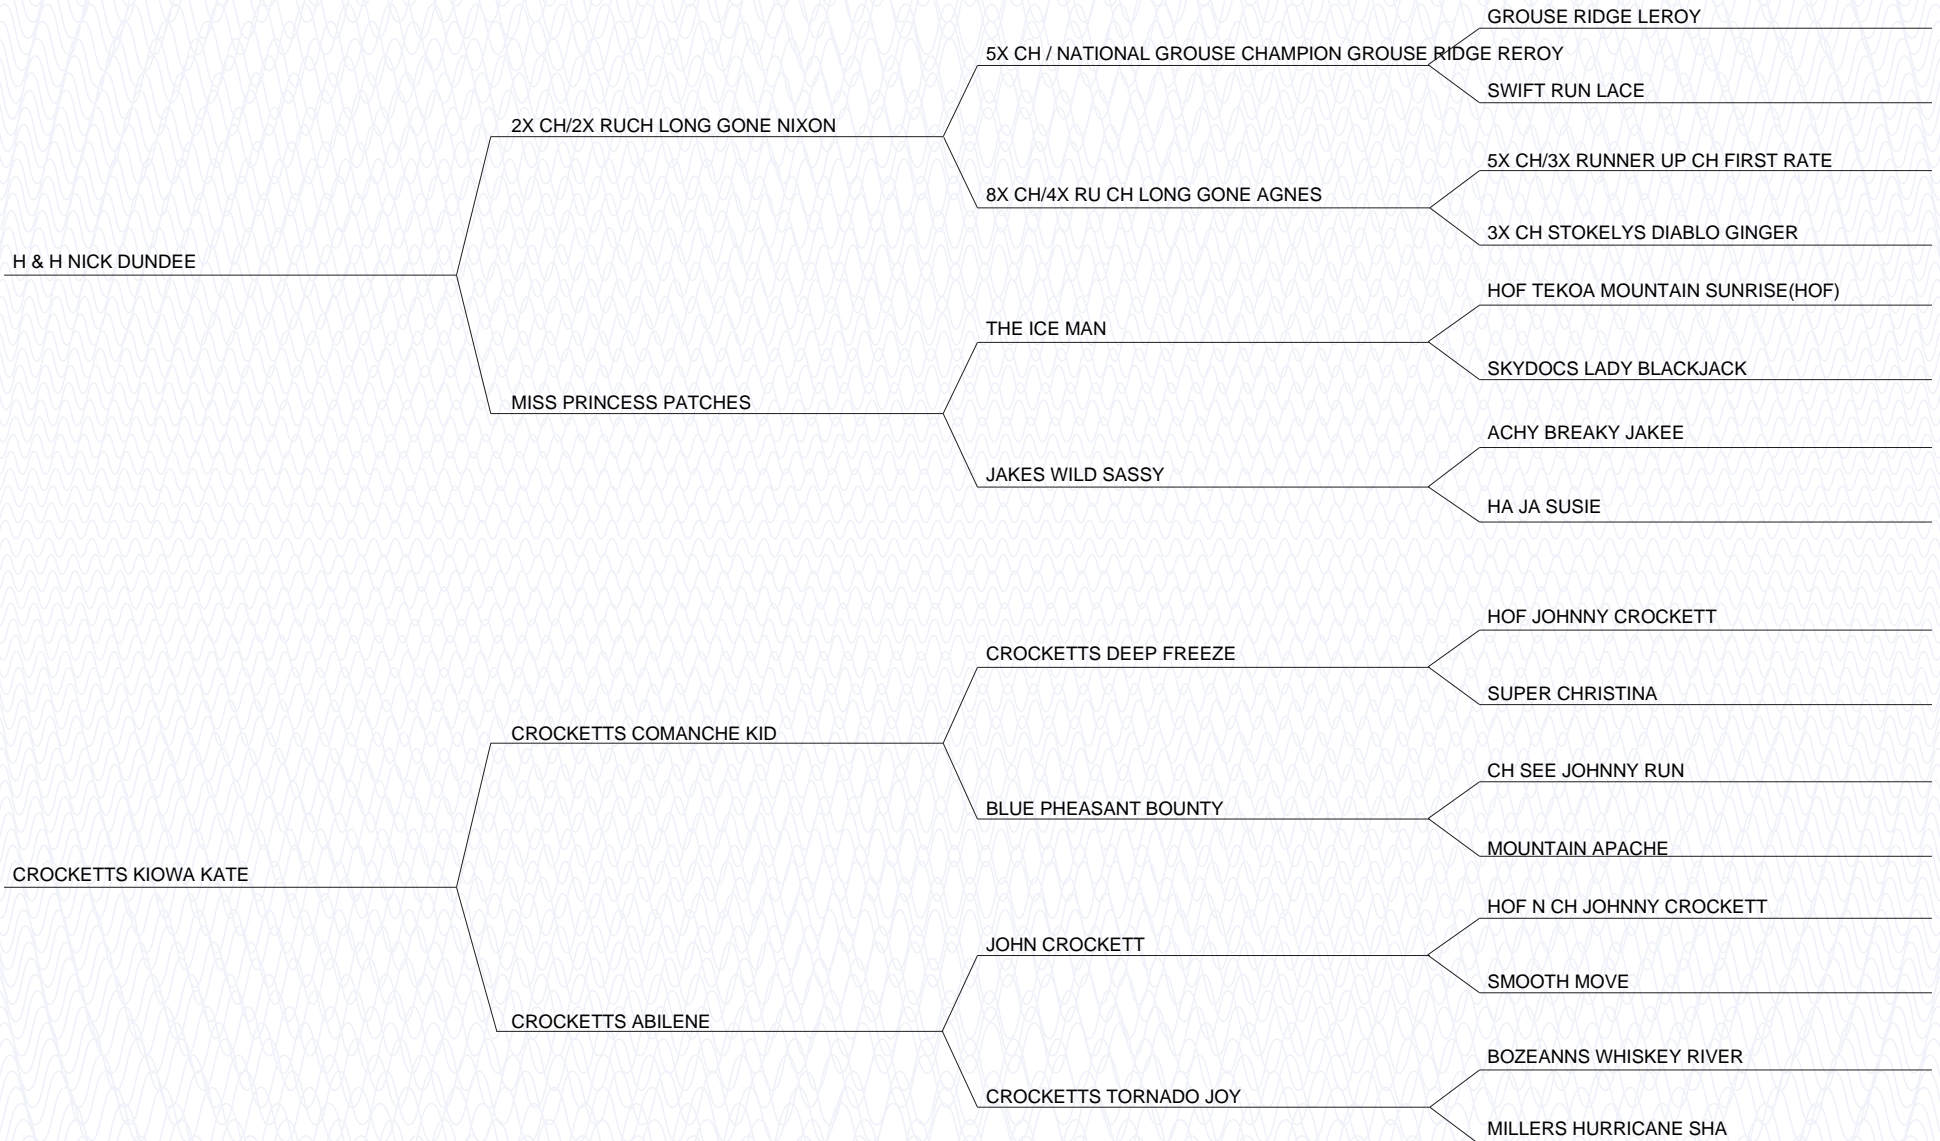 GROUSE RIDGE LEROY
5X CH / NATIONAL GROUSE CHAMPION GROUSE RIDGE REROY
SWIFT RUN LACE
2X CH/2X RUCH LONG GONE NIXON
5X CH/3X RUNNER UP CH FIRST RATE
8X CH/4X RU CH LONG GONE AGNES
3X CH STOKELYS DIABLO GINGER
H & H NICK DUNDEE
HOF TEKOA MOUNTAIN SUNRISE(HOF)
THE ICE MAN
SKYDOCS LADY BLACKJACK
MISS PRINCESS PATCHES
ACHY BREAKY JAKEE
JAKES WILD SASSY
HA JA SUSIE
HOF JOHNNY CROCKETT
CROCKETTS DEEP FREEZE
SUPER CHRISTINA
CROCKETTS COMANCHE KID
CH SEE JOHNNY RUN
BLUE PHEASANT BOUNTY
MOUNTAIN APACHE
CROCKETTS KIOWA KATE
HOF N CH JOHNNY CROCKETT
JOHN CROCKETT
SMOOTH MOVE
CROCKETTS ABILENE
BOZEANNS WHISKEY RIVER
CROCKETTS TORNADO JOY
MILLERS HURRICANE SHA